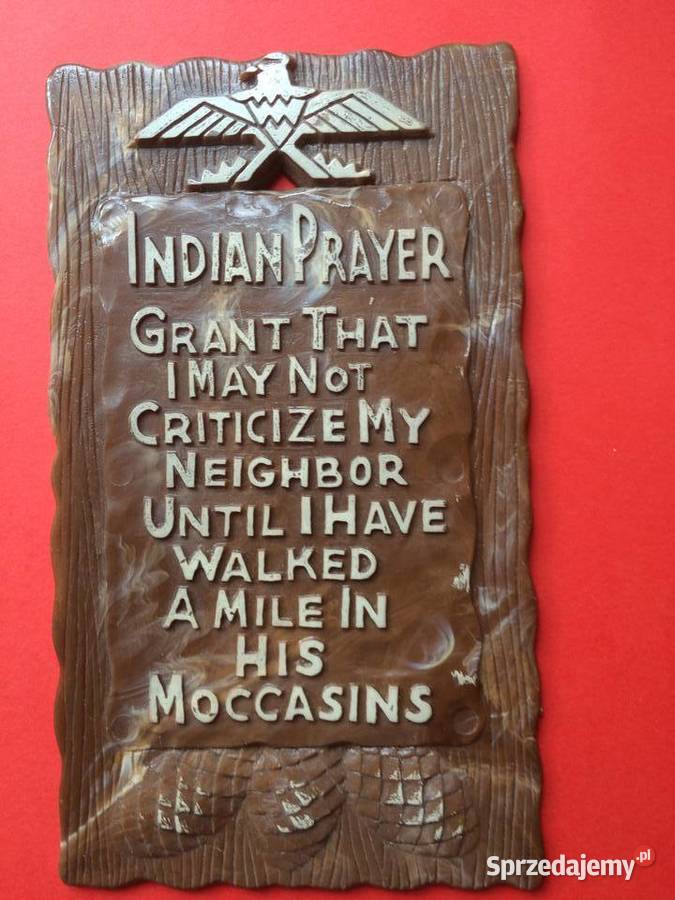 INDIAN PRAYER
GRANT THAT
I MAY NOT
CRITICIZE MY
NEIGHBOR
UNTIL I HAVE
WALKED
A MILE IN
HIS
MOCCASINS
Sprzedajemy.pl